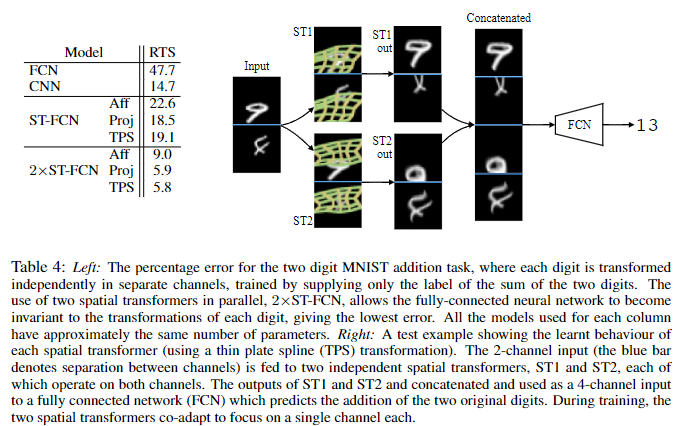 Model RTS
FCN 47.7
CNN 14.7
Aff 22.6
ST-FCN Proj 18.5
TPS 19.1
Aff 9.0
2×ST-FCN Proj 5.9
TPS 5.8
Input
ST1
ST1
out
ST2
ST2
out
Concatenated
FCN
13
Table 4: Left: The percentage error for the two digit MNIST addition task, where each digit is transformed
independently in separate channels, trained by supplying only the label of the sum of the two digits. The
use of two spatial transformers in parallel, 2×ST-FCN, allows the fully-connected neural network to become
invariant to the transformations of each digit, giving the lowest error. All the models used for each column
have approximately the same number of parameters. Right: A test example showing the learnt behaviour of
each spatial transformer (using a thin plate spline (TPS) transformation). The 2-channel input (the blue bar
denotes separation between channels) is fed to two independent spatial transformers, ST1 and ST2, each of
which operate on both channels. The outputs of ST1 and ST2 and concatenated and used as a 4-channel input
to a fully connected network (FCN) which predicts the addition of the two original digits. During training, the
two spatial transformers co-adapt to focus on a single channel each.